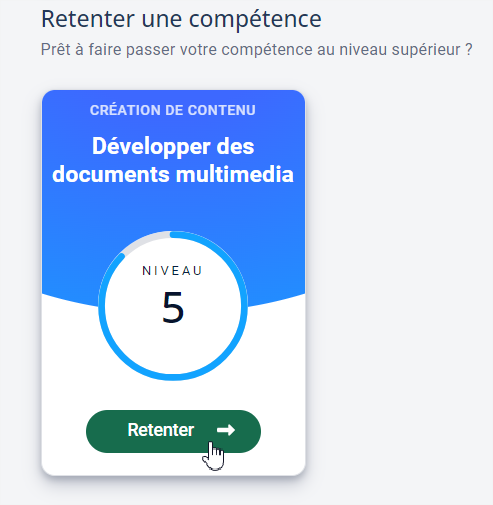 Retenter une compétence
Prêt à faire passer votre compétence au niveau supérieur ?
CRÉATION DE CONTENU
Développer des
documents multimedia
NIVEAU
5
Retenter